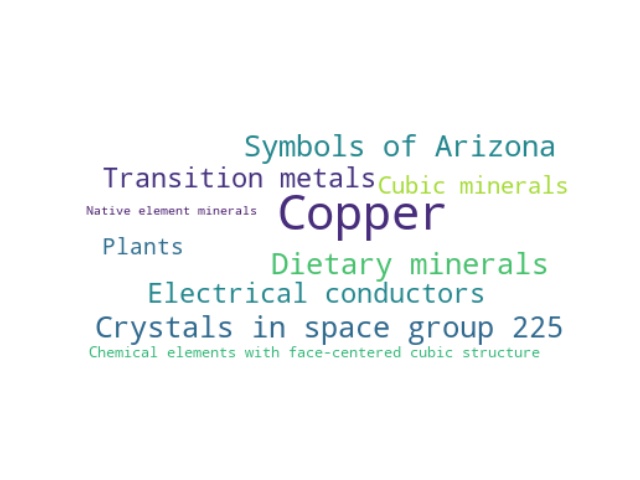 Symbols of Arizona
Transition metals
Cubic minerals
Native element minerals
Copper
Plants
Dietary minerals
Electrical conductors
Crystals in space group 225
Chemical elements with face-centered cubic structure